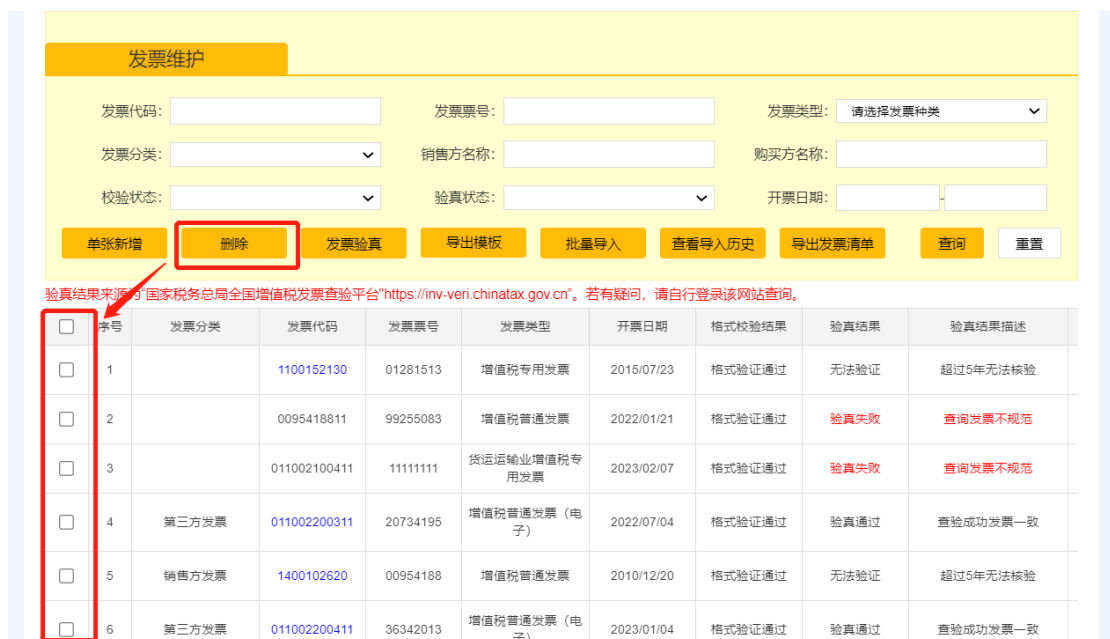 发票维护
发票代码: 发票票号: 发票类型: 请选择发票种类
发票分类: 销售方名称: 购买方名称:
校验状态: 验真状态: 开票日期: -
单张新增 删除 发票验真 导出模板 批量导入 查看导入历史 导出发票清单 查询 重置
验真结果来源为“国家税务总局全国增值税发票查验平台"https://inv-veri.chinatax.gov.cn”。若有疑问，请自行登录该网站查询。
序号 发票分类 发票代码 发票票号 发票类型 开票日期 格式校验结果 验真结果 验真结果描述
1 1100152130 01281513 增值税专用发票 2015/07/23 格式验证通过 无法验证 超过5年无法核验
2 0095418811 99255083 增值税普通发票 2022/01/21 格式验证通过 验真失败 查询发票不规范
3 011002100411 11111111 货运运输业增值税专 2023/02/07 格式验证通过 验真失败 查询发票不规范
用发票
4 第三方发票 011002200311 20734195 增值税普通发票（电 2022/07/04 格式验证通过 验真通过 查验成功发票一致
子）
5 销售方发票 1400102620 00954188 增值税普通发票 2010/12/20 格式验证通过 无法验证 超过5年无法核验
6 第三方发票 011002200411 36342013 增值税普通发票（电 2023/01/04 格式验证通过 验真通过 查验成功发票一致
子）